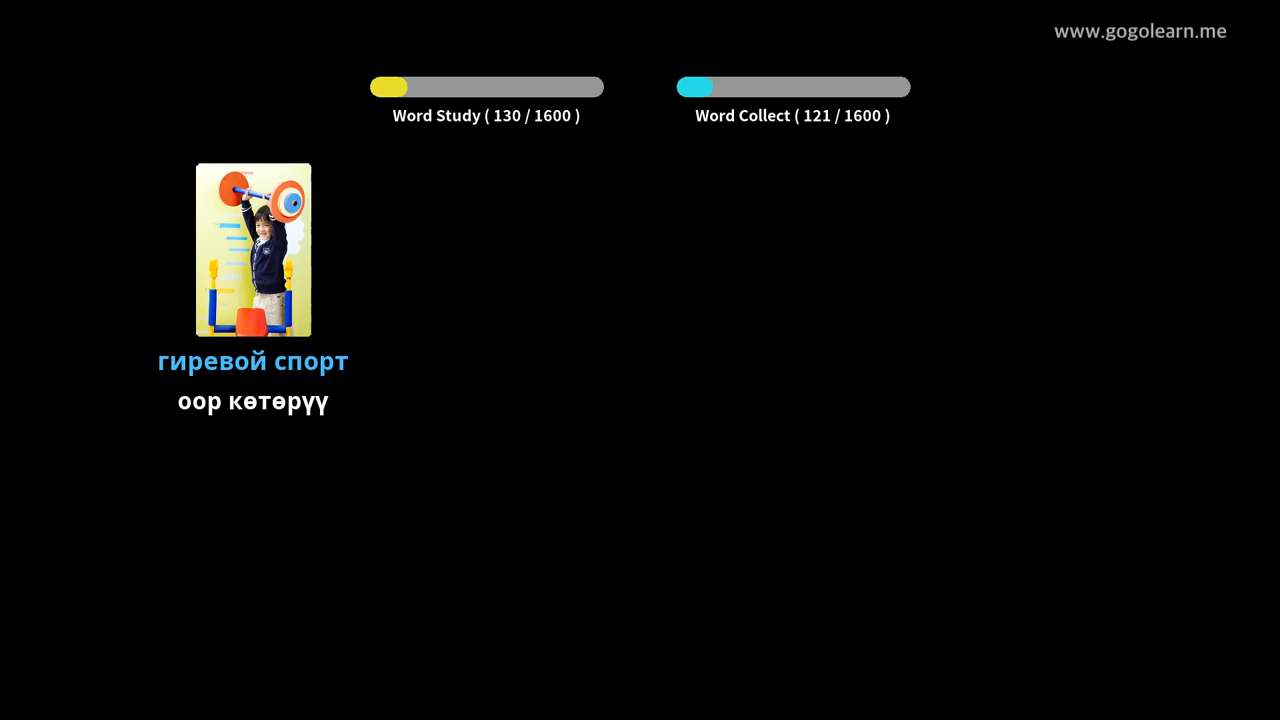 www.gogolearn.me
Word Study ( 130 / 1600 )
Word Collect ( 121 / 1600 )
гиревой спорт
оор көтөрүү